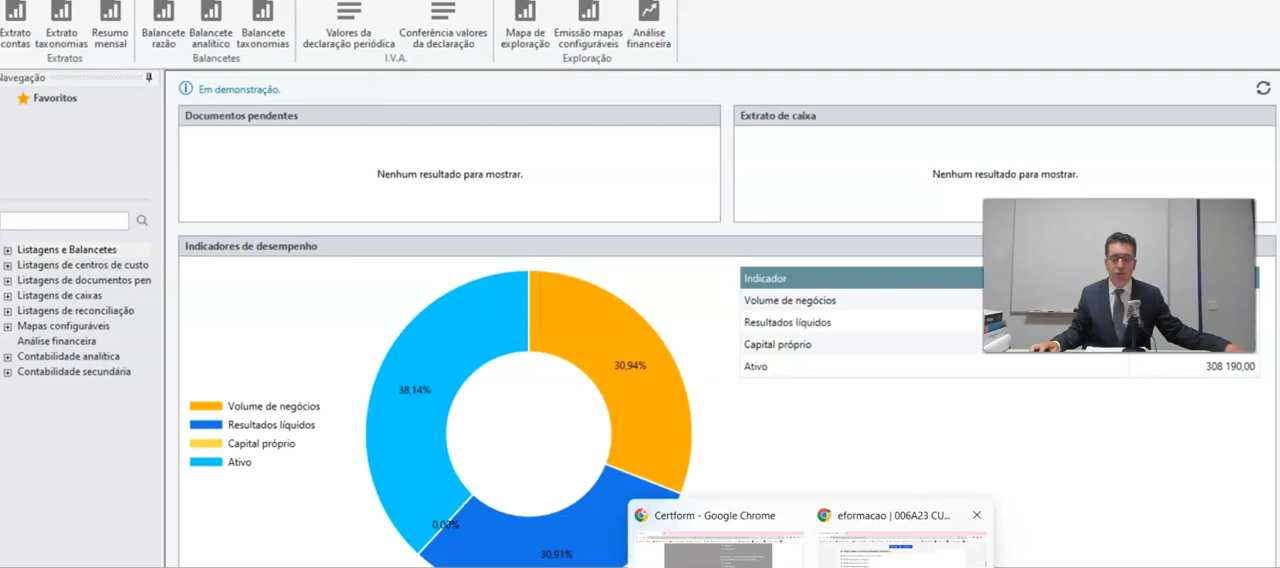 Extrato contas
Extrato taxonomias
Resumo mensal
Extratos
Balancete razão
Balancete analítico
Balancete taxonomias
Balancetes
Valores da declaração periódica
Conferência valores da declaração
I.V.A.
Mapa de exploração
Emissão mapas configuráveis
Análise financeira
Exploração
Navegação
Favoritos
Listagens e Balancetes
Listagens de centros de custo
Listagens de documentos pen
Listagens de caixas
Listagens de reconciliação
Mapas configuráveis
Análise financeira
Contabilidade analítica
Contabilidade secundária
Em demonstração.
Documentos pendentes
Nenhum resultado para mostrar.
Extrato de caixa
Nenhum resultado para mostrar.
Indicadores de desempenho
Volume de negócios
Resultados líquidos
Capital próprio
Ativo
30,94%
38,14%
0,00%
30,91%
Indicador
Volume de negócios
Resultados líquidos
Capital próprio
Ativo 308 190,00
Certform - Google Chrome
eformacao | 006A23 CU...